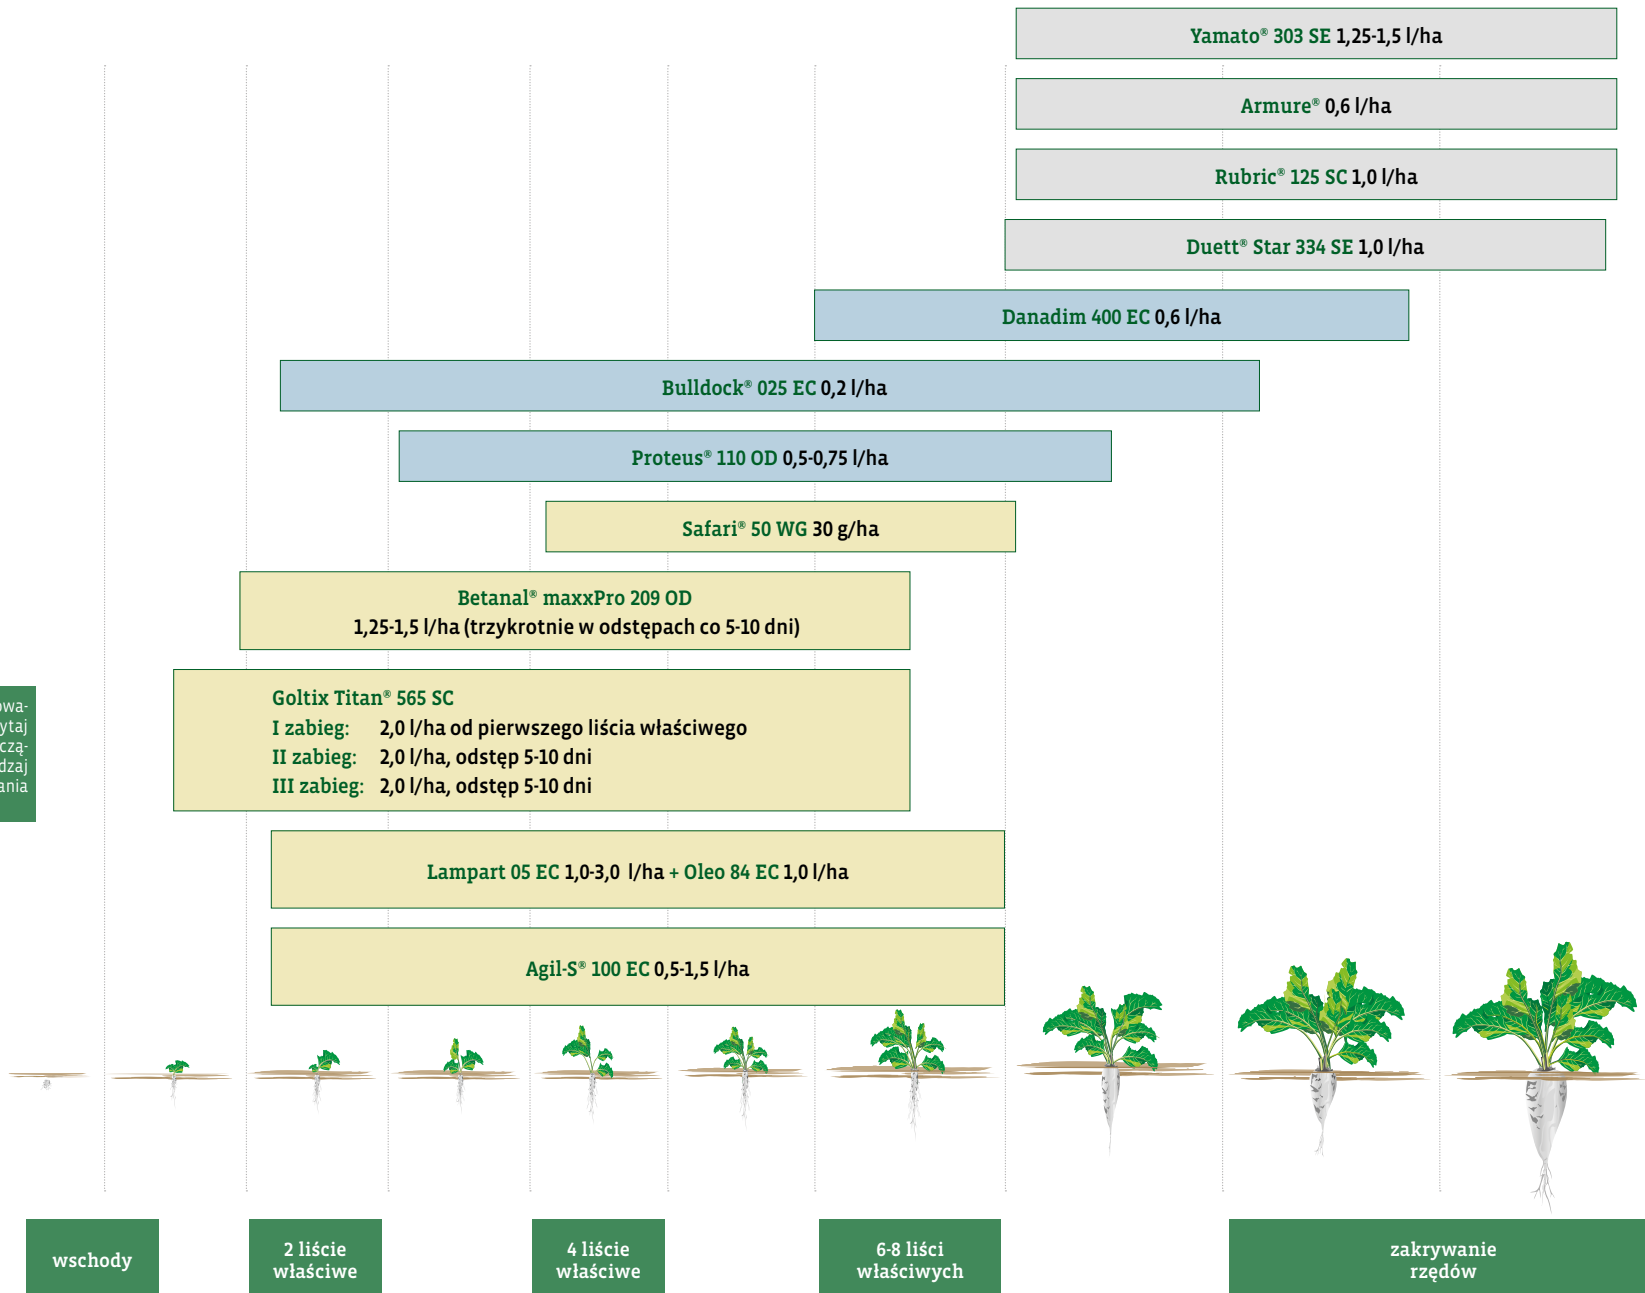 Yamato® 303 SE 1,25-1,5 l/ha
Armure® 0,6 l/ha
Rubric® 125 SC 1,0 l/ha
Duett® Star 334 SE 1,0 l/ha
Danadim 400 EC 0,6 l/ha
Bulldock® 025 EC 0,2 l/ha
Proteus® 110 OD 0,5-0,75 l/ha
Safari® 50 WG 30 g/ha
Betanal® maxxPro 209 OD
1,25-1,5 l/ha (trzykrotnie w odstępach co 5-10 dni)
Goltix Titan® 565 SC
I zabieg: 2,0 l/ha od pierwszego liścia właściwego
II zabieg: 2,0 l/ha, odstęp 5-10 dni
III zabieg: 2,0 l/ha, odstęp 5-10 dni
owa-
ytaj
czą-
dzaj
ania
Lampart 05 EC 1,0-3,0 l/ha + Oleo 84 EC 1,0 l/ha
Agil-S® 100 EC 0,5-1,5 l/ha
wschody
2 liście
właściwe
4 liście
właściwe
6-8 liści
właściwych
zakrywanie
rzędów